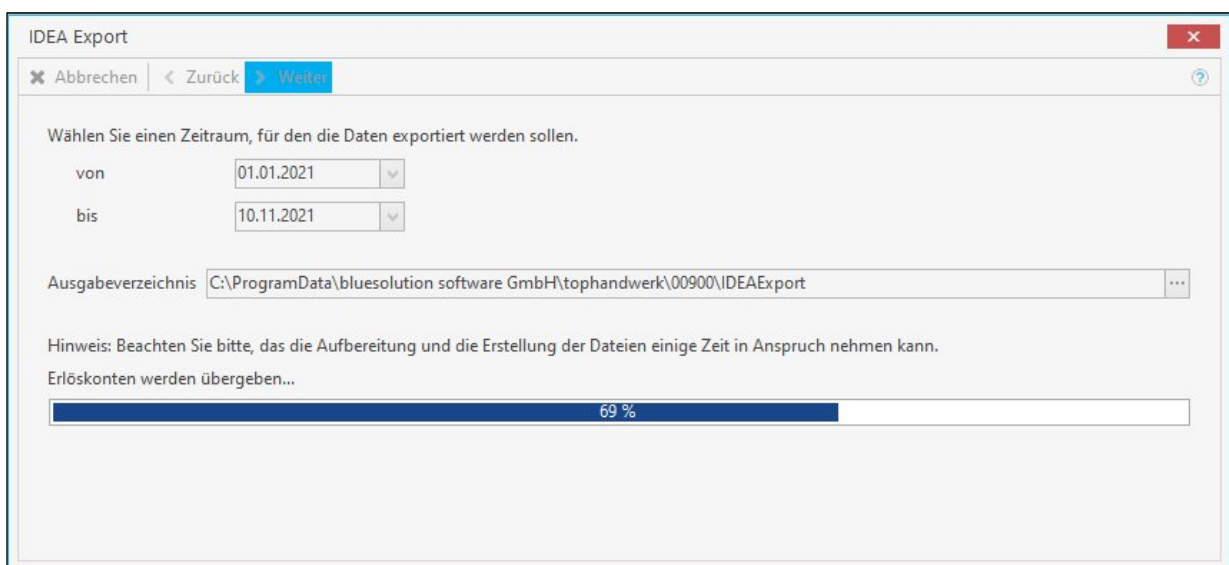 IDEA Export
Abbrechen Zurück Weiter
Wählen Sie einen Zeitraum, für den die Daten exportiert werden sollen.
von 01.01.2021
bis 10.11.2021
Ausgabeverzeichnis C:\ProgramData\bluesolution software GmbH\tophandwerk\00900\IDEAExport ...
Hinweis: Beachten Sie bitte, das die Aufbereitung und die Erstellung der Dateien einige Zeit in Anspruch nehmen kann.
Erlöskonten werden übergeben...
69 %